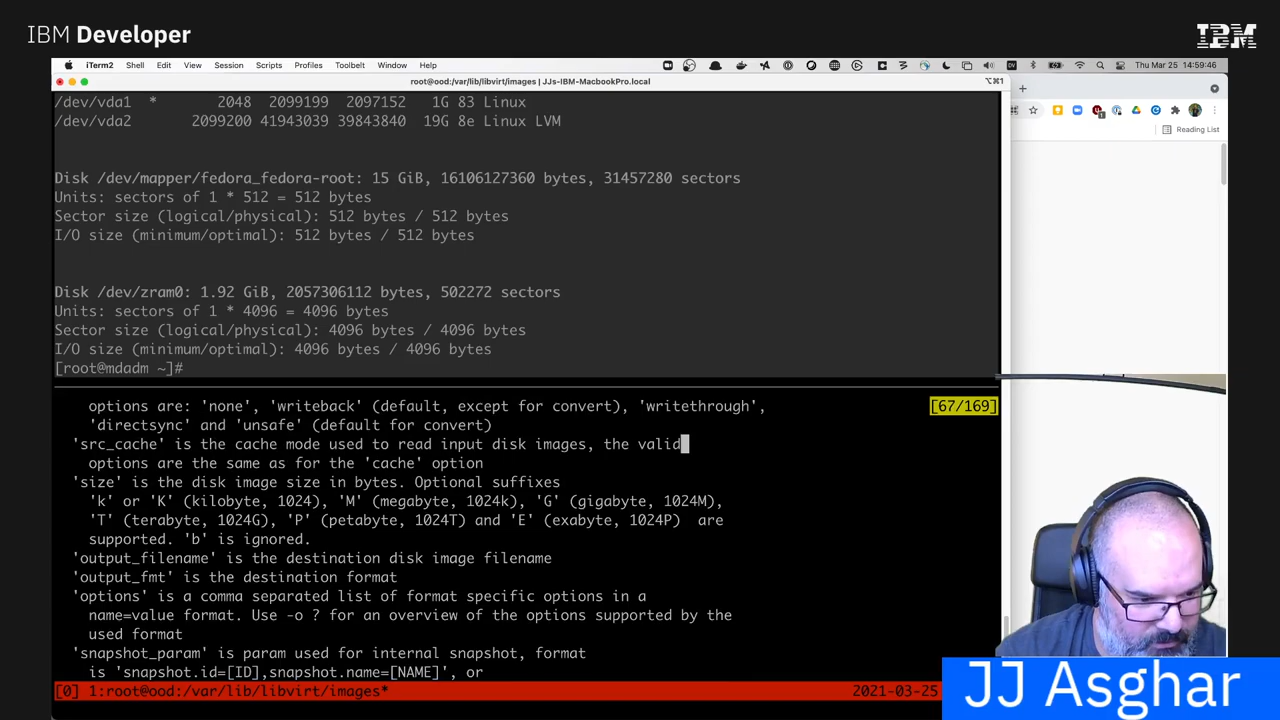 IBM Developer
IBM
iTerm2 Shell Edit View Session Scripts Profiles Toolbelt Window Help
Thu Mar 25 14:59:46
root@ood:/var/lib/libvirt/images | JJs-IBM-MacbookPro.local
⌥⌘1
Reading List
/dev/vda1 * 2048 2099199 2097152 1G 83 Linux
/dev/vda2 2099200 41943039 39843840 19G 8e Linux LVM
Disk /dev/mapper/fedora_fedora-root: 15 GiB, 16106127360 bytes, 31457280 sectors
Units: sectors of 1 * 512 = 512 bytes
Sector size (logical/physical): 512 bytes / 512 bytes
I/O size (minimum/optimal): 512 bytes / 512 bytes
Disk /dev/zram0: 1.92 GiB, 2057306112 bytes, 502272 sectors
Units: sectors of 1 * 4096 = 4096 bytes
Sector size (logical/physical): 4096 bytes / 4096 bytes
I/O size (minimum/optimal): 4096 bytes / 4096 bytes
[root@mdadm ~]#
options are: 'none', 'writeback' (default, except for convert), 'writethrough',
[67/169]
'directsync' and 'unsafe' (default for convert)
'src_cache' is the cache mode used to read input disk images, the valid
options are the same as for the 'cache' option
'size' is the disk image size in bytes. Optional suffixes
'k' or 'K' (kilobyte, 1024), 'M' (megabyte, 1024k), 'G' (gigabyte, 1024M),
'T' (terabyte, 1024G), 'P' (petabyte, 1024T) and 'E' (exabyte, 1024P) are
supported. 'b' is ignored.
'output_filename' is the destination disk image filename
'output_fmt' is the destination format
'options' is a comma separated list of format specific options in a
name=value format. Use -o ? for an overview of the options supported by the
used format
'snapshot_param' is param used for internal snapshot, format
is 'snapshot.id=[ID],snapshot.name=[NAME]', or
[0] 1:root@ood:/var/lib/libvirt/images*
2021-03-25
JJ Asghar